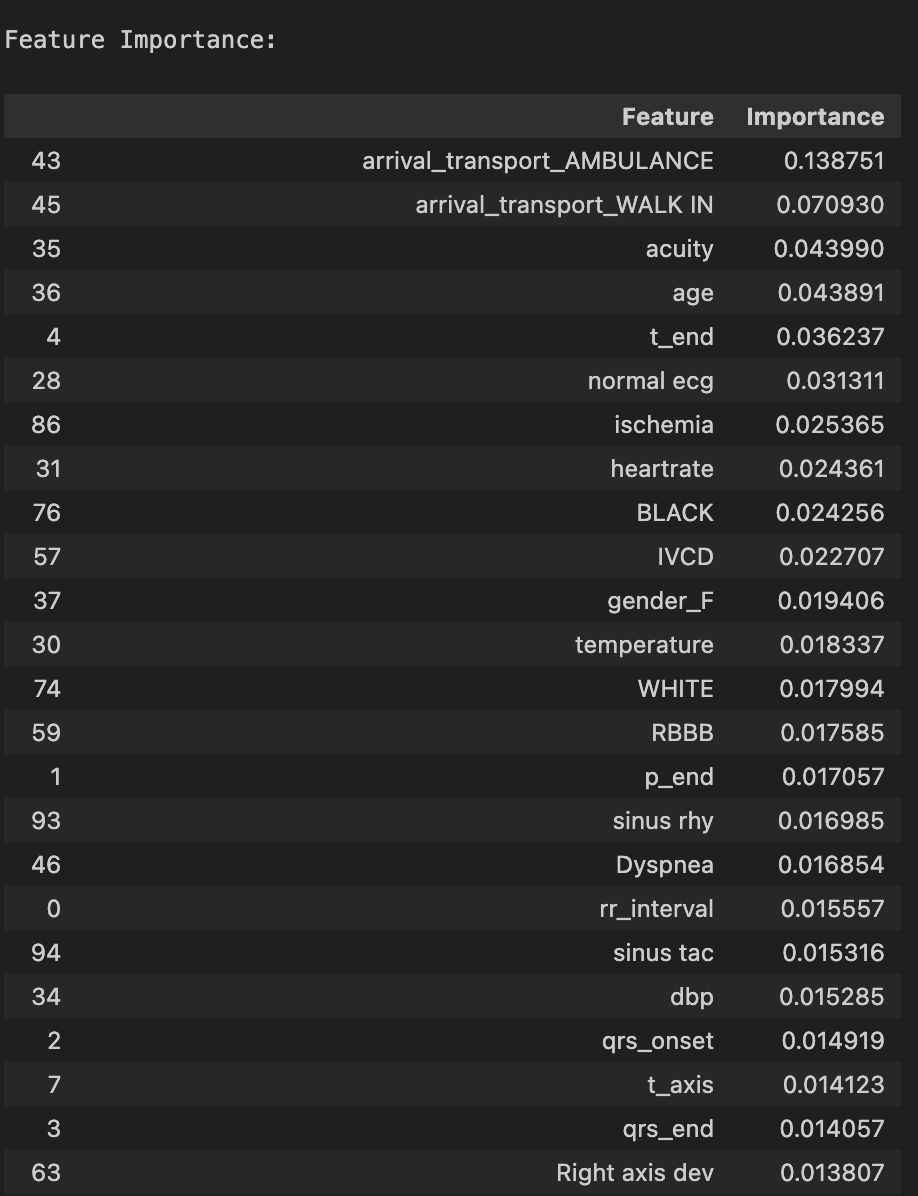 Feature Importance:
Feature Importance
43 arrival_transport_AMBULANCE 0.138751
45 arrival_transport_WALK IN 0.070930
35 acuity 0.043990
36 age 0.043891
4 t_end 0.036237
28 normal ecg 0.031311
86 ischemia 0.025365
31 heartrate 0.024361
76 BLACK 0.024256
57 IVCD 0.022707
37 gender_F 0.019406
30 temperature 0.018337
74 WHITE 0.017994
59 RBBB 0.017585
1 p_end 0.017057
93 sinus rhy 0.016985
46 Dyspnea 0.016854
0 rr_interval 0.015557
94 sinus tac 0.015316
34 dbp 0.015285
2 qrs_onset 0.014919
7 t_axis 0.014123
3 qrs_end 0.014057
63 Right axis dev 0.013807